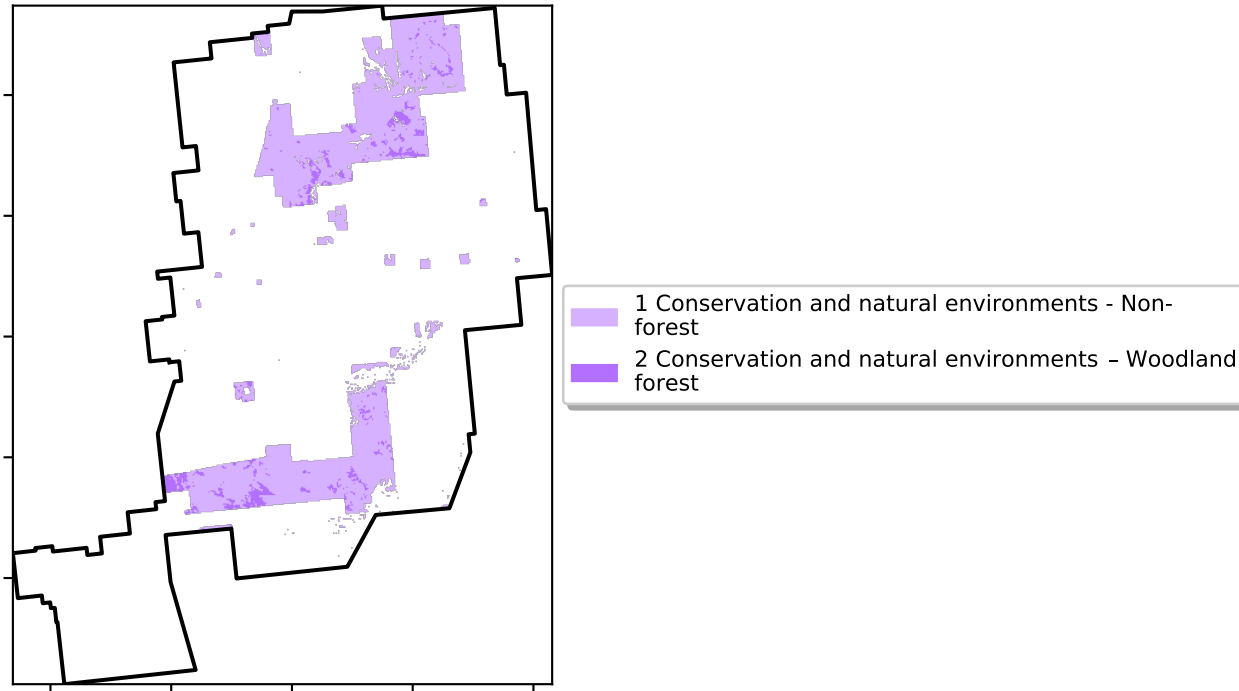 1 Conservation and natural environments - Non-
forest
2 Conservation and natural environments – Woodland
forest